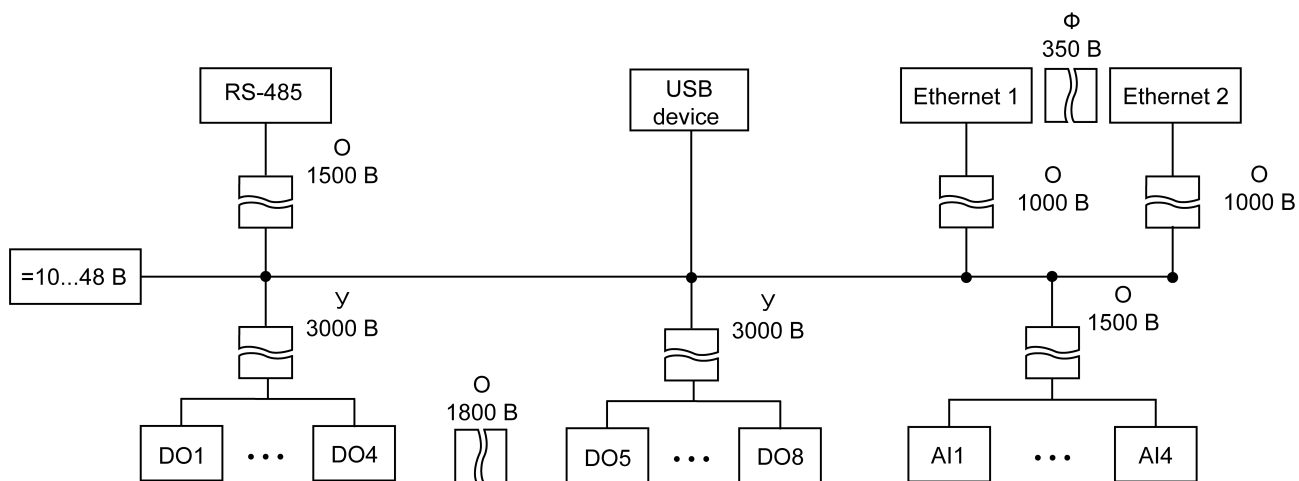 Ф
350 В
RS-485
USB
device
Ethernet 1
Ethernet 2
О
1500 В
О
1000 В
О
1000 В
=10...48 В
У
3000 В
У
3000 В
О
1500 В
О
1800 В
DO1
...
DO4
DO5
...
DO8
AI1
...
AI4